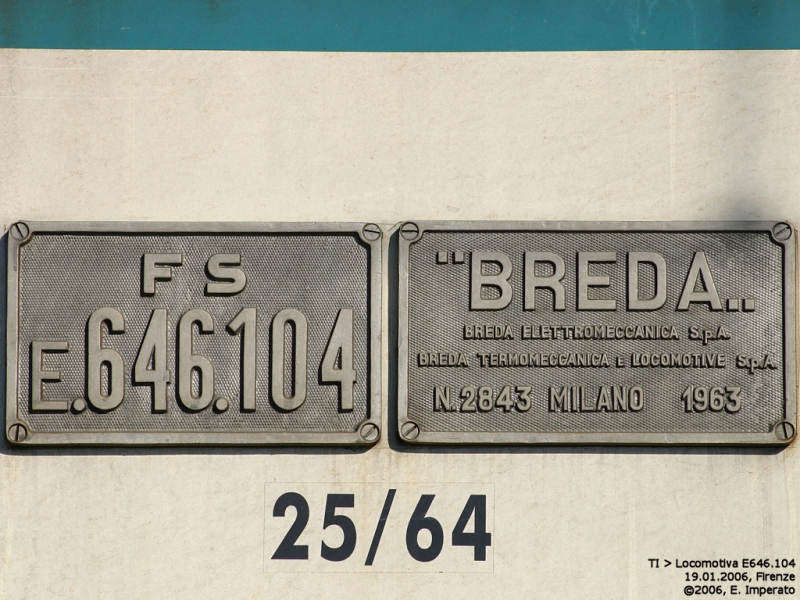 FS
E.646.104
"BREDA„
BREDA ELETTROMECCANICA S.p.A.
BREDA TERMOMECCANICA E LOCOMOTIVE S.p.A.
N.2843 MILANO 1963
25/64
TI > Locomotiva E646.104
19.01.2006, Firenze
©2006, E. Imperato